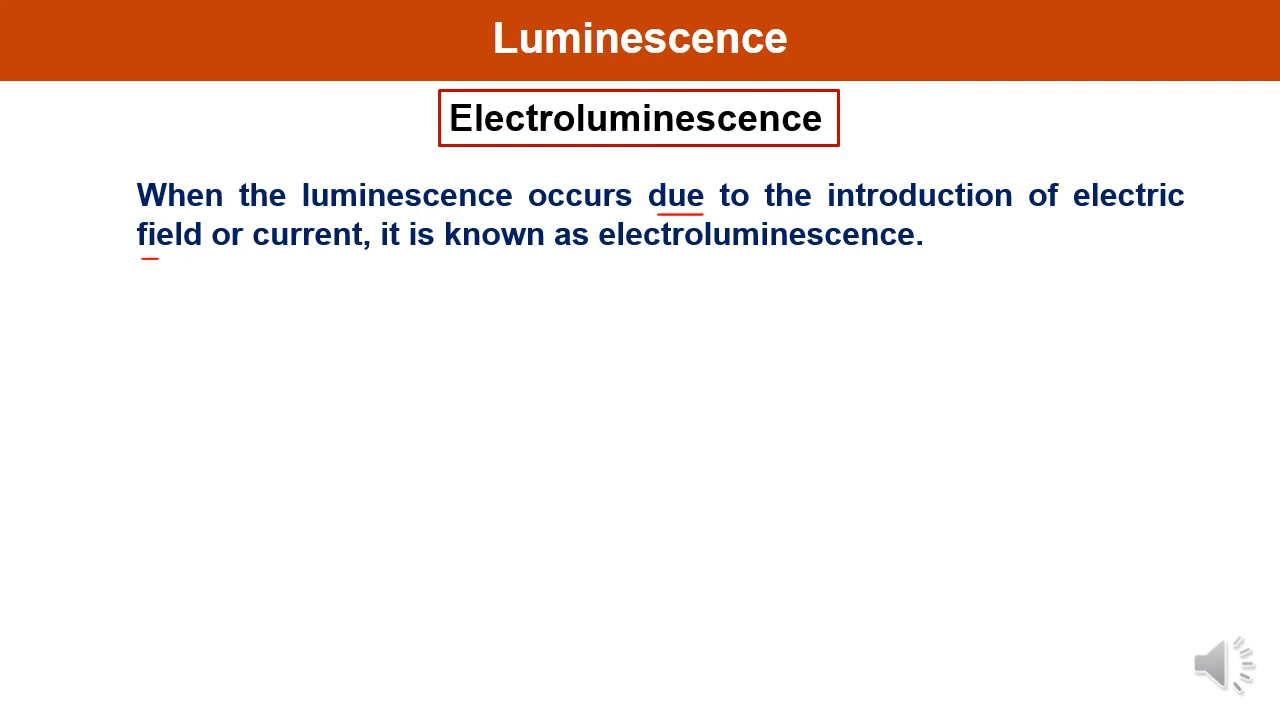 Luminescence
Electroluminescence
When the luminescence occurs due to the introduction of electric
field or current, it is known as electroluminescence.